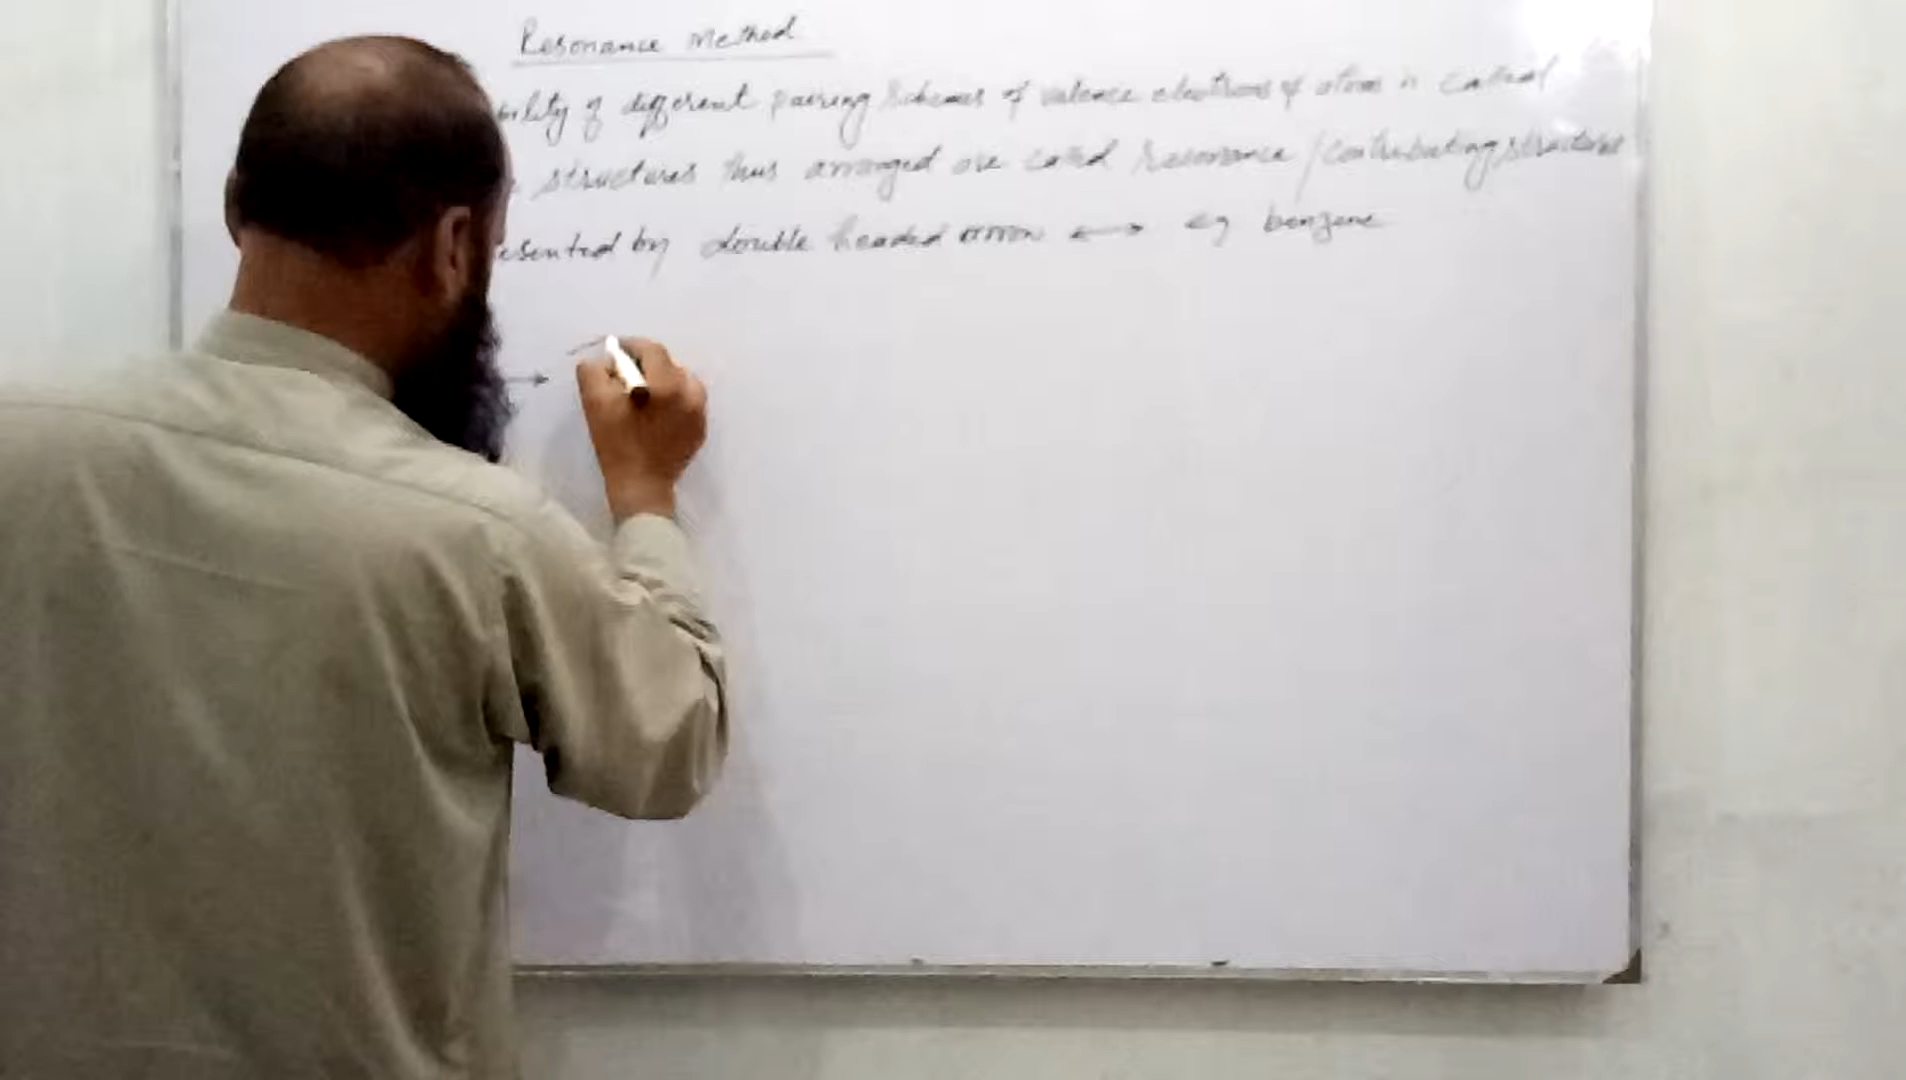 Resonance Method
bility of different pairing schemes of valence electrons of atom is called
structures thus arranged are called resonance/contributing structures
esented by double headed arrow ⟷ eg benzene
→